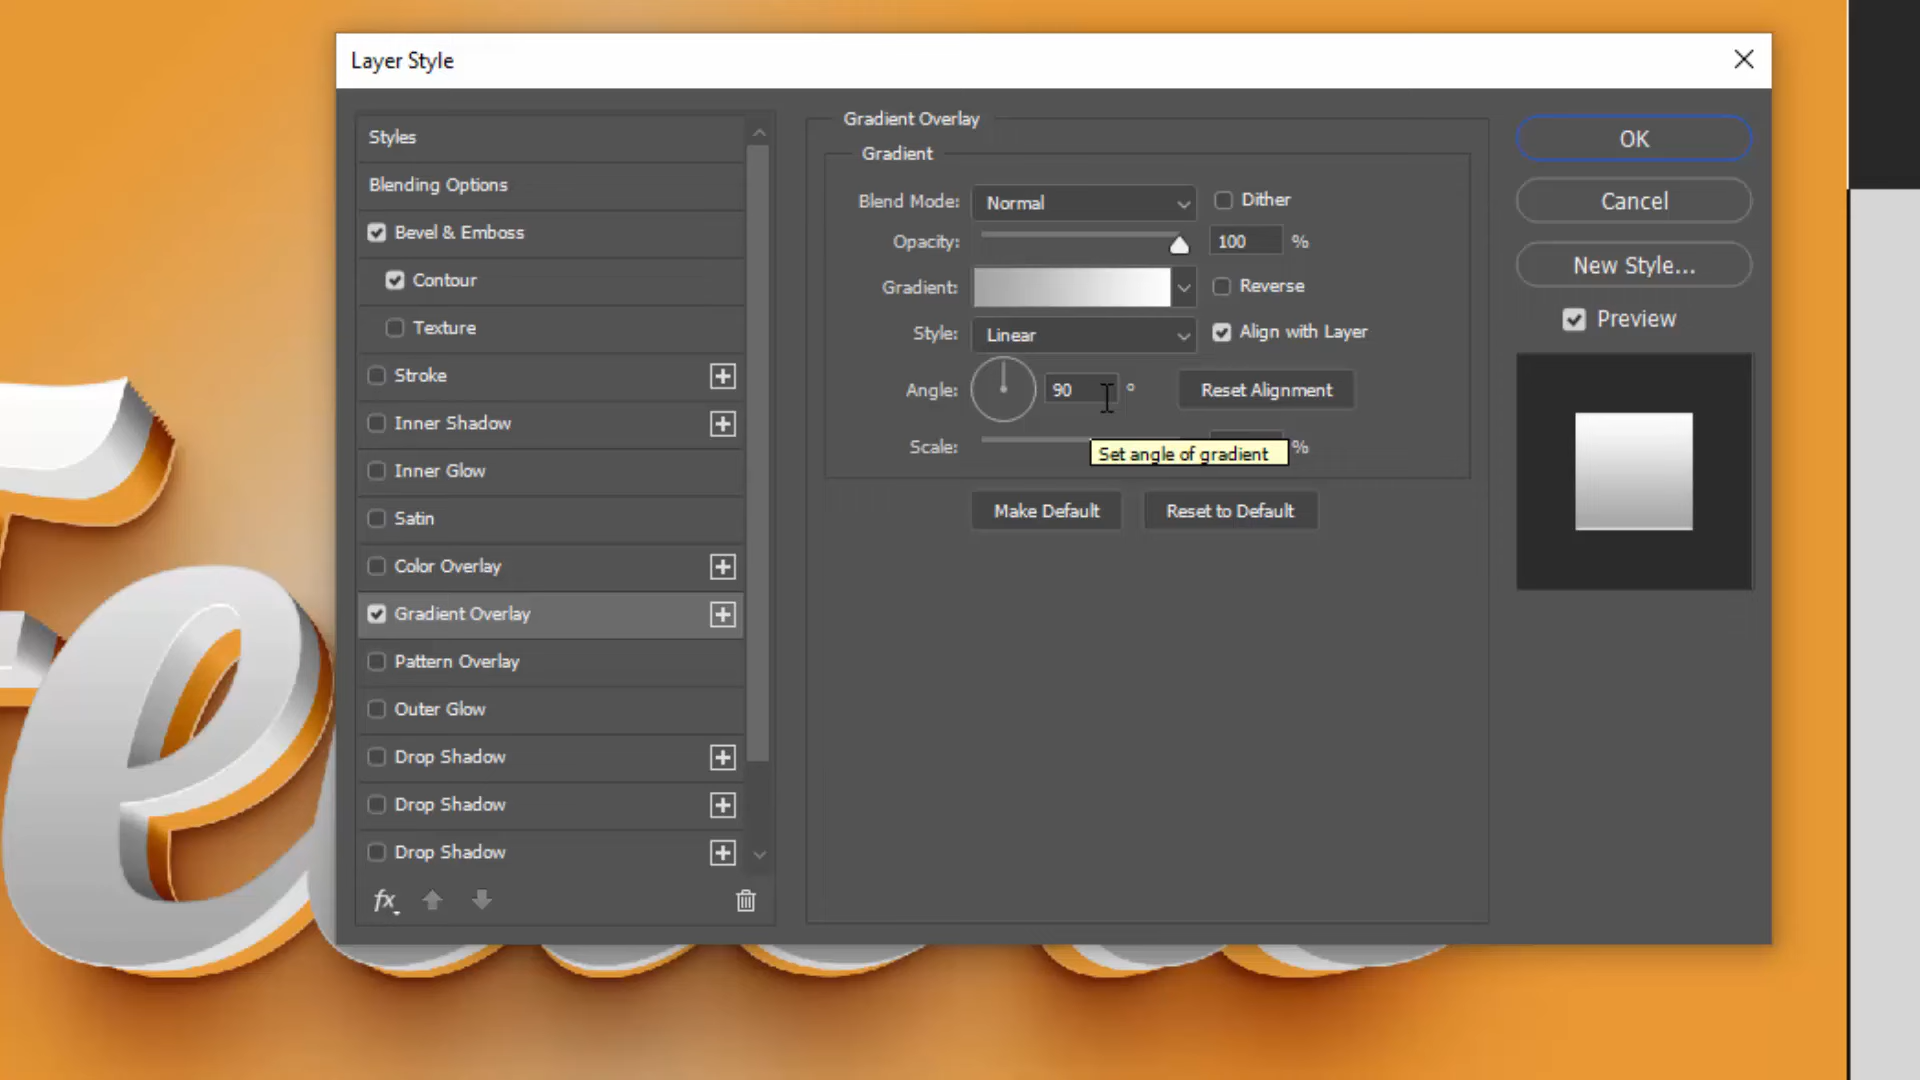 Layer Style
Styles
Blending Options
Bevel & Emboss
Contour
Texture
Stroke
Inner Shadow
Inner Glow
Satin
Color Overlay
Gradient Overlay
Pattern Overlay
Outer Glow
Drop Shadow
Drop Shadow
Drop Shadow
fx
Gradient Overlay
Gradient
Blend Mode: Normal Dither
Opacity: 100 %
Gradient: Reverse
Style: Linear Align with Layer
Angle: 90 ° Reset Alignment
Scale: %
Set angle of gradient
Make Default Reset to Default
OK
Cancel
New Style...
Preview